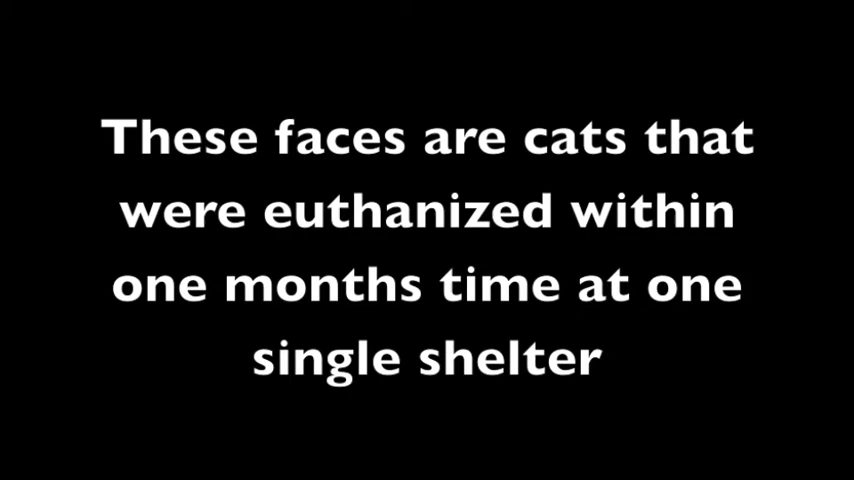 These faces are cats that
were euthanized within
one months time at one
single shelter